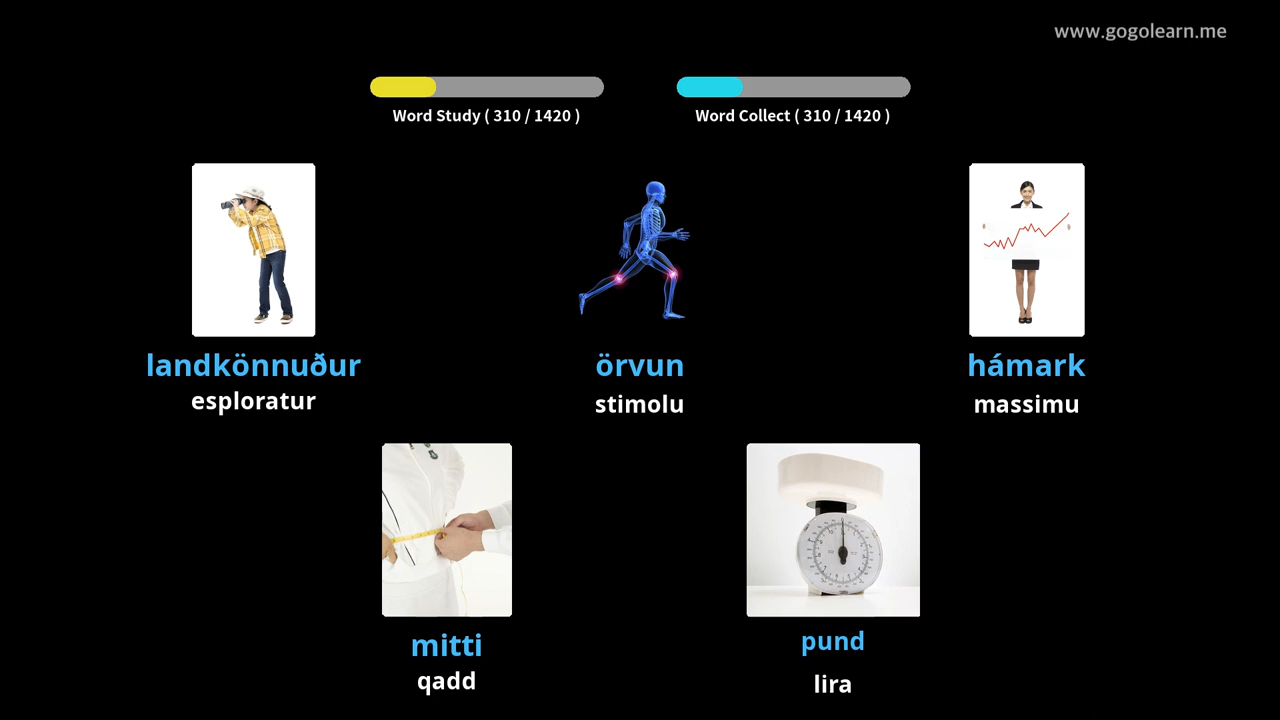 www.gogolearn.me
Word Study ( 310 / 1420 )
Word Collect ( 310 / 1420 )
landkönnuður
esploratur
örvun
stimolu
hámark
massimu
mitti
qadd
pund
lira